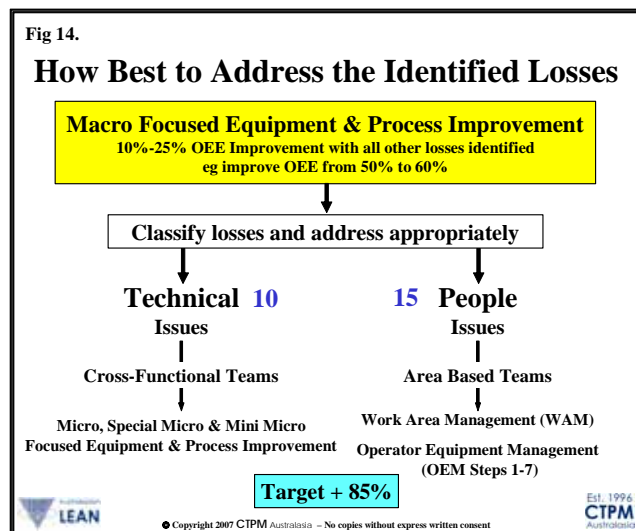 Fig 14.
How Best to Address the Identified Losses
Macro Focused Equipment & Process Improvement
10%-25% OEE Improvement with all other losses identified
eg improve OEE from 50% to 60%
Classify losses and address appropriately
Technical 10
Issues
Cross-Functional Teams
Micro, Special Micro & Mini Micro
Focused Equipment & Process Improvement
15 People
Issues
Area Based Teams
Work Area Management (WAM)
Operator Equipment Management
(OEM Steps 1-7)
Target + 85%
LEAN
© Copyright 2007 CTPM Australasia – No copies without express written consent
Est. 1996
CTPM
Australasia